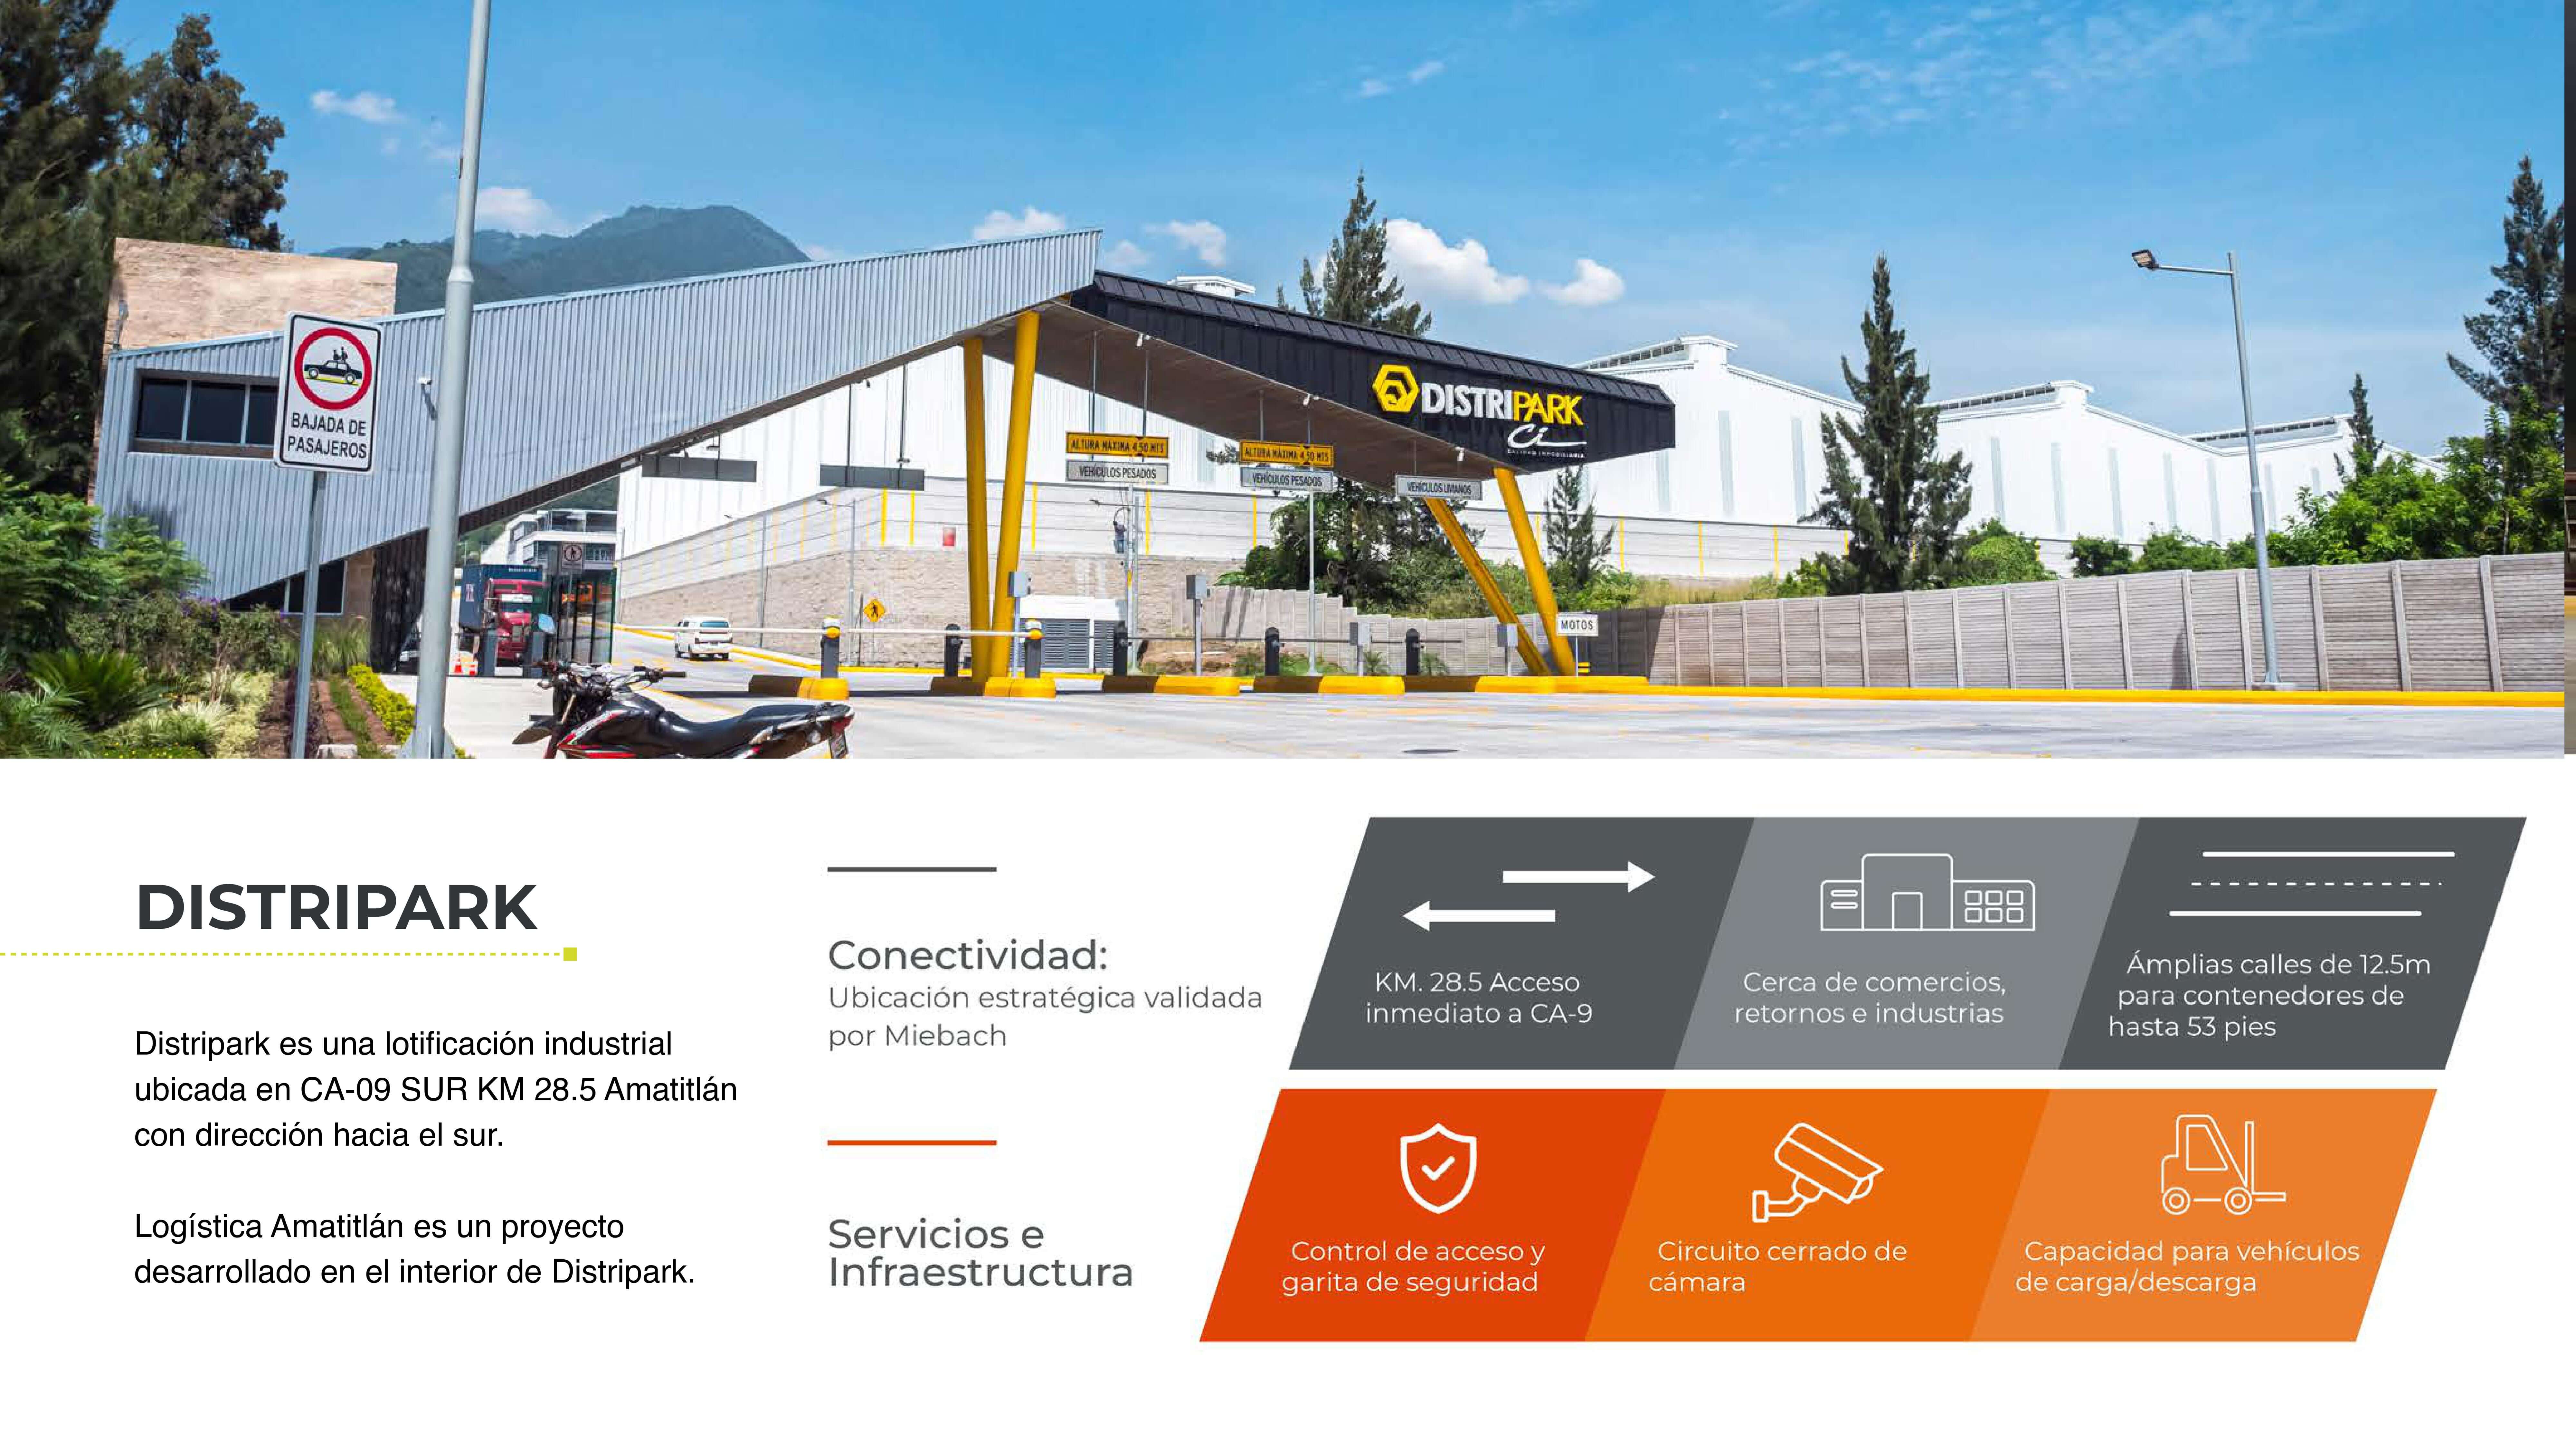 BAJADA DE
PASAJEROS
ALTURA MÁXIMA 4.50 MTS
VEHÍCULOS PESADOS
ALTURA MÁXIMA 4.50 MTS
VEHÍCULOS PESADOS
VEHÍCULOS LIVIANOS
DISTRIPARK
Ci
CALIDAD INMOBILIARIA
MOTOS
DISTRIPARK
Distripark es una lotificación industrial
ubicada en CA-09 SUR KM 28.5 Amatitlán
con dirección hacia el sur.
Logística Amatitlán es un proyecto
desarrollado en el interior de Distripark.
Conectividad:
Ubicación estratégica validada
por Miebach
Servicios e
Infraestructura
KM. 28.5 Acceso
inmediato a CA-9
Cerca de comercios,
retornos e industrias
Ámplias calles de 12.5m
para contenedores de
hasta 53 pies
Control de acceso y
garita de seguridad
Circuito cerrado de
cámara
Capacidad para vehículos
de carga/descarga